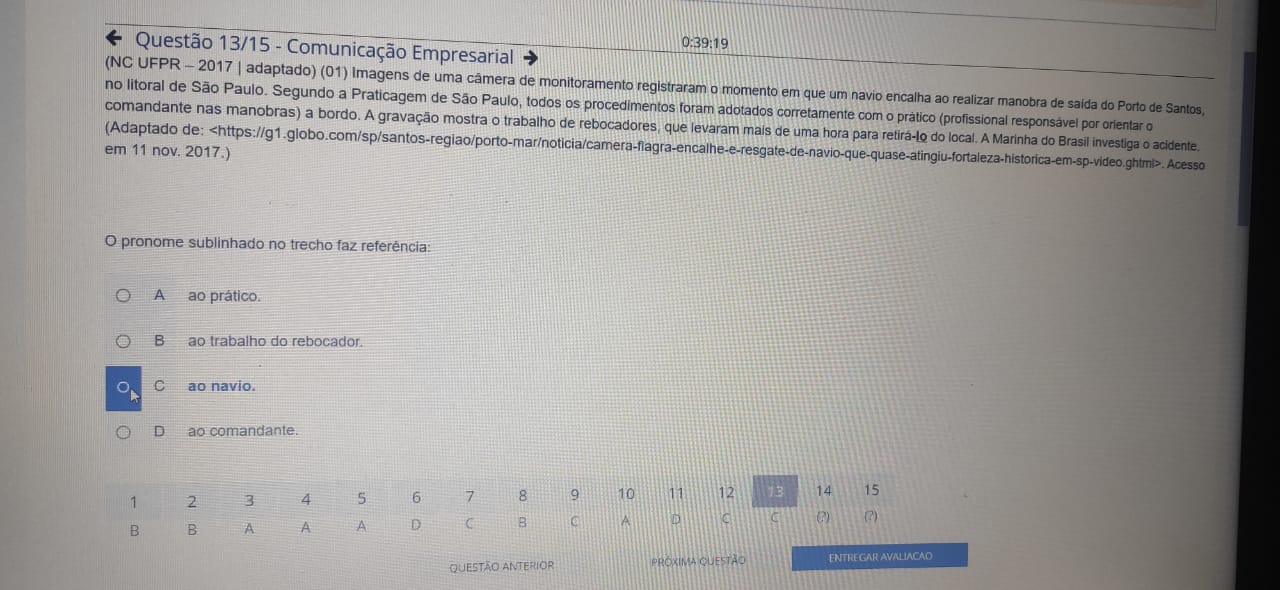 ← Questão 13/15 - Comunicação Empresarial →
0:39:19
(NC UFPR – 2017 | adaptado) (01) Imagens de uma câmera de monitoramento registraram o momento em que um navio encalha ao realizar manobra de saída do Porto de Santos,
no litoral de São Paulo. Segundo a Praticagem de São Paulo, todos os procedimentos foram adotados corretamente com o prático (profissional responsável por orientar o
comandante nas manobras) a bordo. A gravação mostra o trabalho de rebocadores, que levaram mais de uma hora para retirá-lo do local. A Marinha do Brasil investiga o acidente.
(Adaptado de: <https://g1.globo.com/sp/santos-regiao/porto-mar/noticia/camera-flagra-encalhe-e-resgate-de-navio-que-quase-atingiu-fortaleza-historica-em-sp-video.ghtml>. Acesso
em 11 nov. 2017.)
O pronome sublinhado no trecho faz referência:
A ao prático.
B ao trabalho do rebocador.
C ao navio.
D ao comandante.
1 2 3 4 5 6 7 8 9 10 11 12 13 14 15
B B A A A D C B C A D C C (?) (?)
QUESTÃO ANTERIOR PRÓXIMA QUESTÃO ENTREGAR AVALIACAO